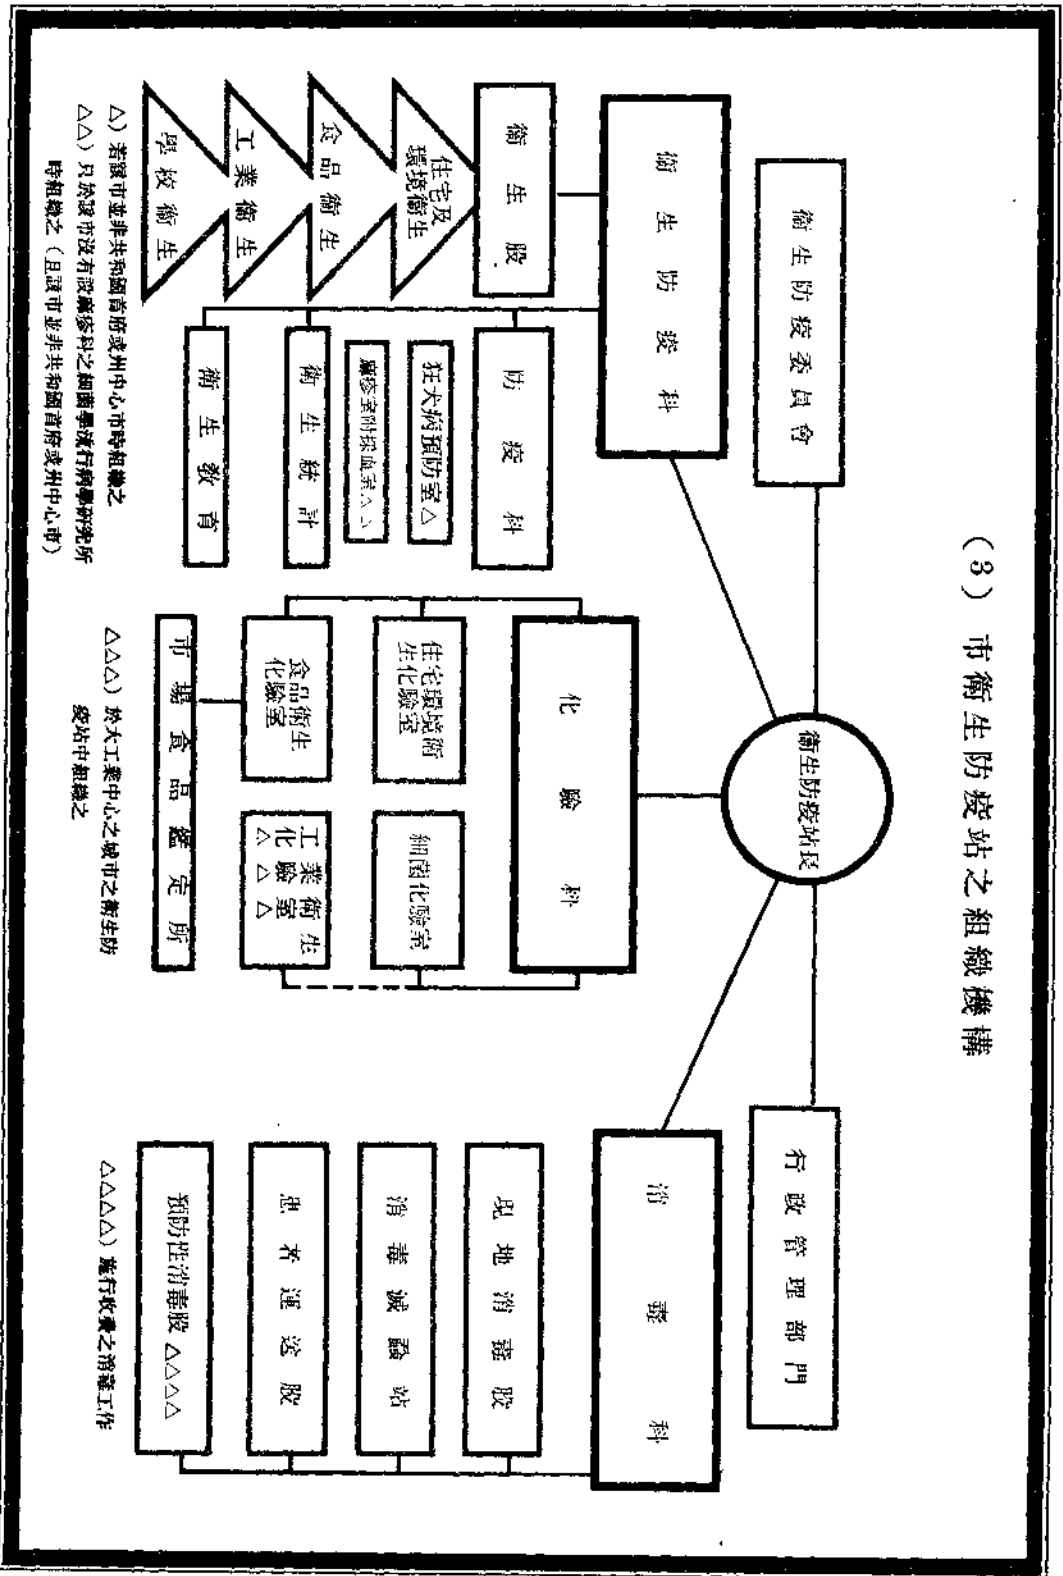 (3) 市衛生防疫站之組織機構
衛生防疫委員會
衛生防疫站長
行政管理部門
衛生防疫科
化驗科
消毒科
衛生股
住宅及
環境衛生
食品衛生
工業衛生
學校衛生
防疫科
狂犬病預防室△
麻疹室附採血室△△
衛生統計
衛生教育
住宅環境衛
生化驗室
細菌化驗室
食品衛生
化驗室
工業衛生
化驗室
△△△
市場食品鑑定所
現地消毒股
消毒滅蝨站
患者運送股
預防性消毒股△△△△
△) 若該市並非共和國首府或州中心市時組織之
△△) 只於該市沒有設麻疹科之細菌學流行病學研究所
時組織之(且該市並非共和國首府或州中心市)
△△△) 於大工業中心之城市之衛生防
疫站中組織之
△△△△) 施行收費之消毒工作